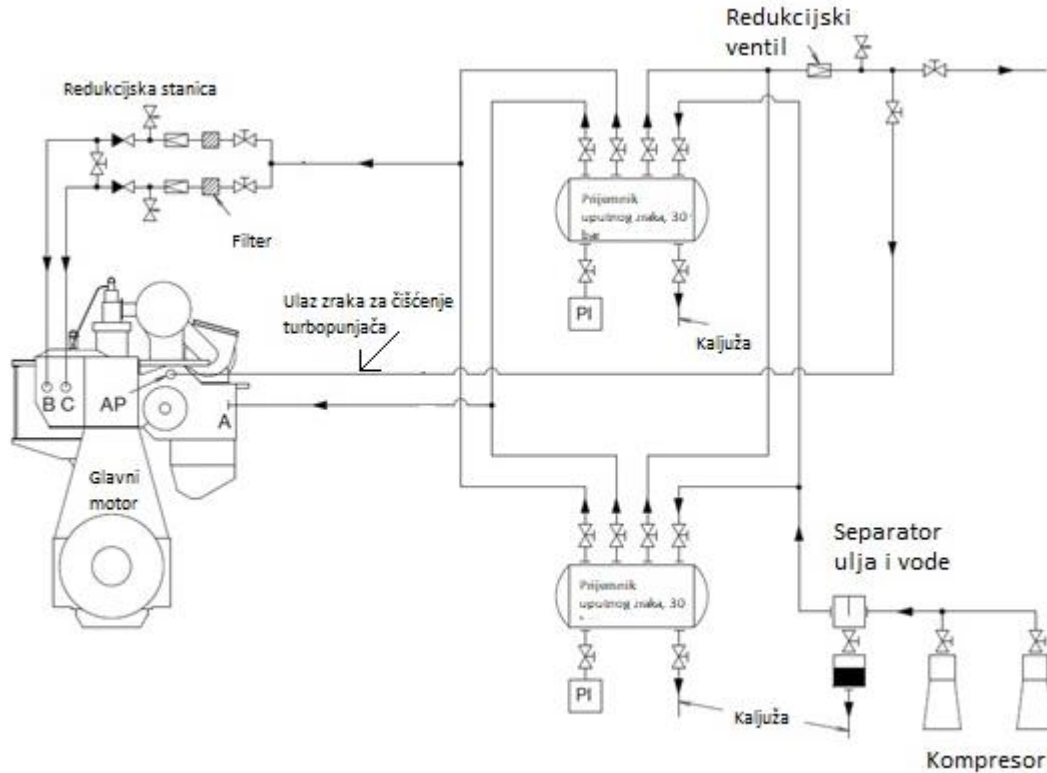 Redukcijski
ventil
Redukcijska stanica
Filter
Prijemnik
uputnog zraka, 30
bar
PI
Kaljuža
Ulaz zraka za čišćenje
turbopunjača
B C AP A
Glavni
motor
Prijemnik
uputnog zraka, 30
PI
Kaljuža
Separator
ulja i vode
Kompresor